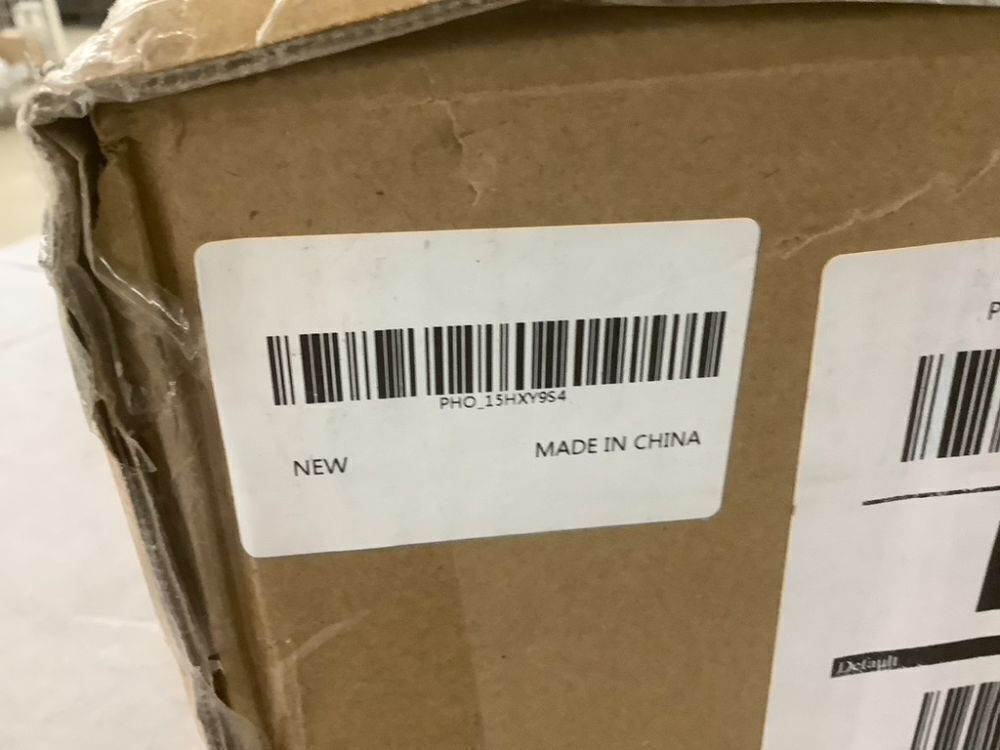 PHO_15HXY9S4
NEW
MADE IN CHINA
P
Default